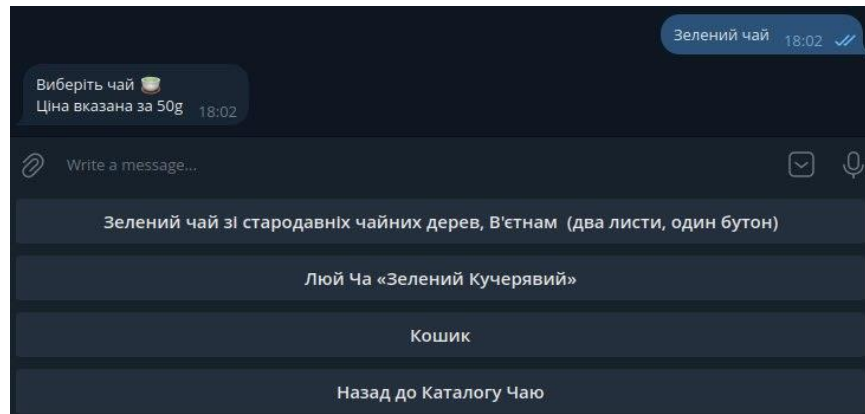 Зелений чай 18:02
Виберіть чай 🍵
Ціна вказана за 50g 18:02
Write a message...
Зелений чай зі стародавніх чайних дерев, В'єтнам (два листи, один бутон)
Люй Ча «Зелений Кучерявий»
Кошик
Назад до Каталогу Чаю